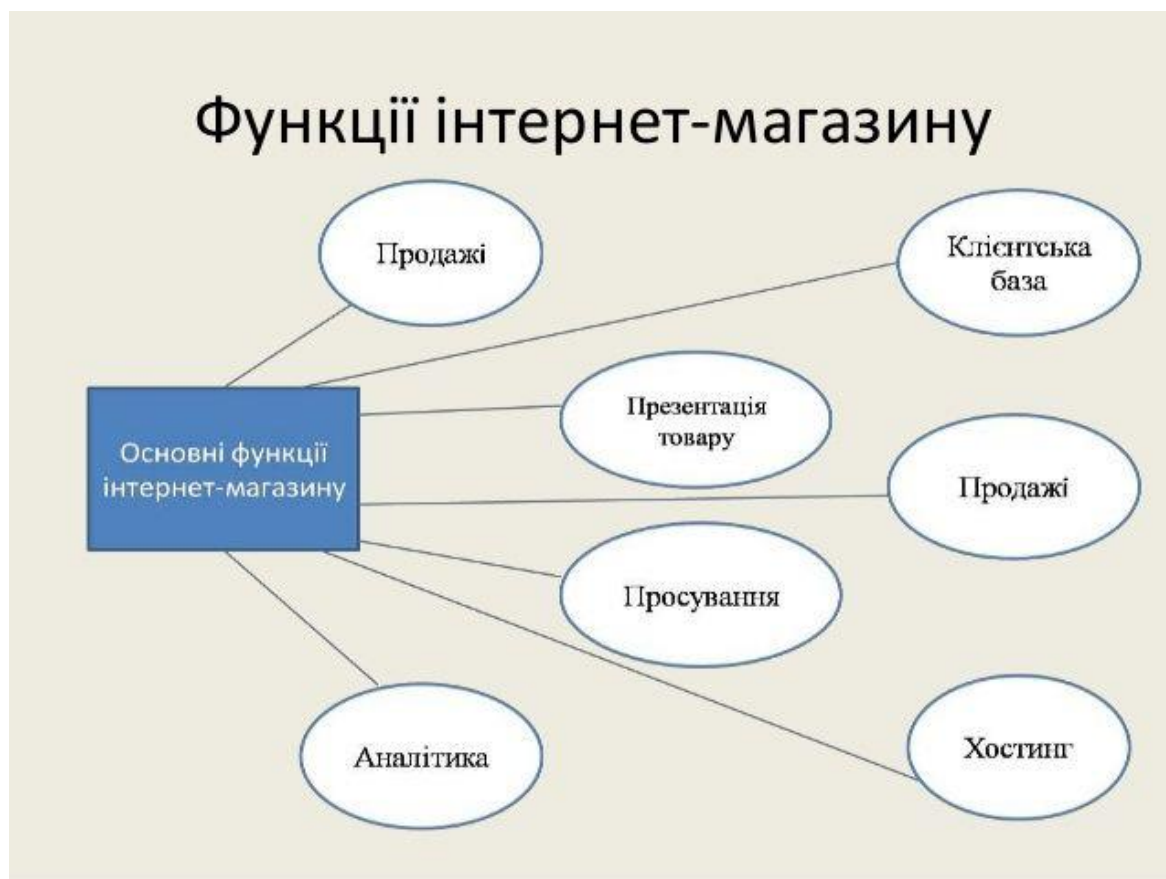 Функції інтернет-магазину
Продажі
Клієнтська
база
Презентація
товару
Основні функції
інтернет-магазину
Продажі
Просування
Аналітика
Хостинг